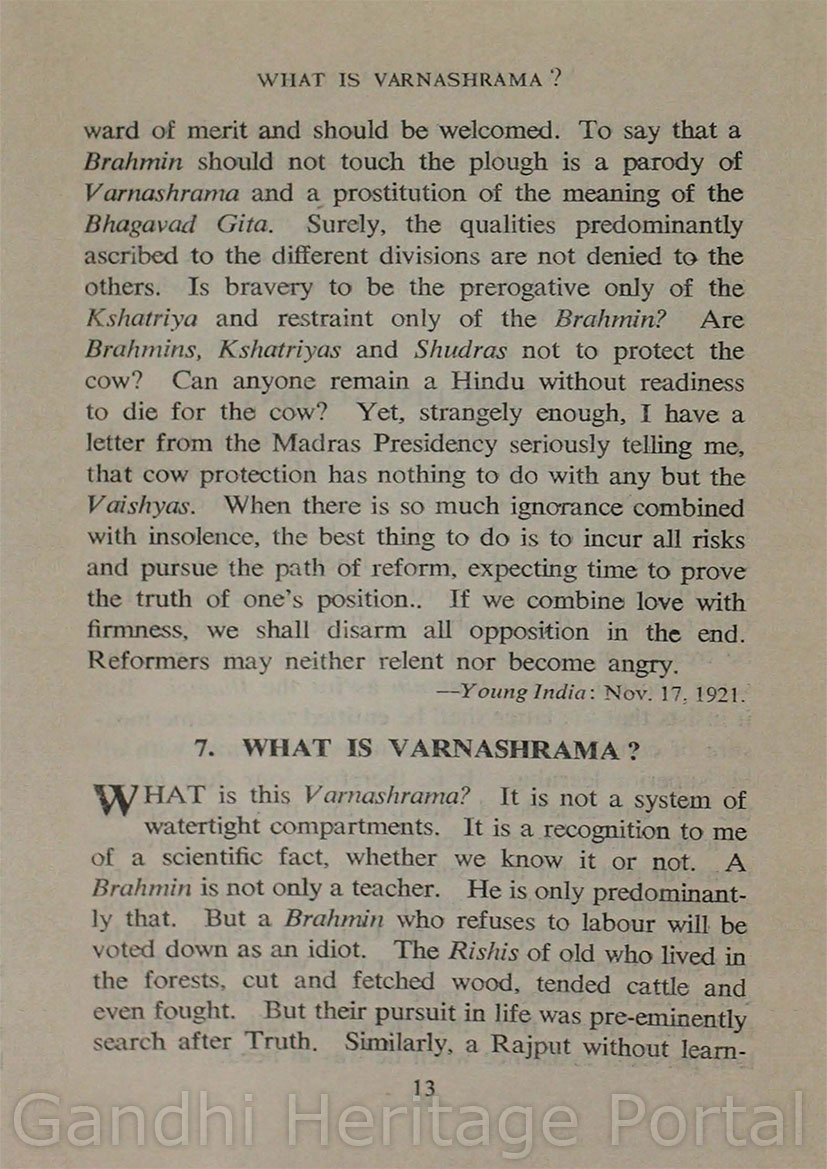 WHAT IS VARNASHRAMA ?
ward of merit and should be welcomed. To say that a
Brahmin should not touch the plough is a parody of
Varnashrama and a prostitution of the meaning of the
Bhagavad Gita. Surely, the qualities predominantly
ascribed to the different divisions are not denied to the
others. Is bravery to be the prerogative only of the
Kshatriya and restraint only of the Brahmin? Are
Brahmins, Kshatriyas and Shudras not to protect the
cow? Can anyone remain a Hindu without readiness
to die for the cow? Yet, strangely enough, I have a
letter from the Madras Presidency seriously telling me,
that cow protection has nothing to do with any but the
Vaishyas. When there is so much ignorance combined
with insolence, the best thing to do is to incur all risks
and pursue the path of reform, expecting time to prove
the truth of one's position.. If we combine love with
firmness, we shall disarm all opposition in the end.
Reformers may neither relent nor become angry.
—Young India: Nov. 17, 1921.
7. WHAT IS VARNASHRAMA ?
WHAT is this Varnashrama? It is not a system of
watertight compartments. It is a recognition to me
of a scientific fact, whether we know it or not. A
Brahmin is not only a teacher. He is only predominant-
ly that. But a Brahmin who refuses to labour will be
voted down as an idiot. The Rishis of old who lived in
the forests, cut and fetched wood, tended cattle and
even fought. But their pursuit in life was pre-eminently
search after Truth. Similarly, a Rajput without learn-
13
Gandhi Heritage Portal